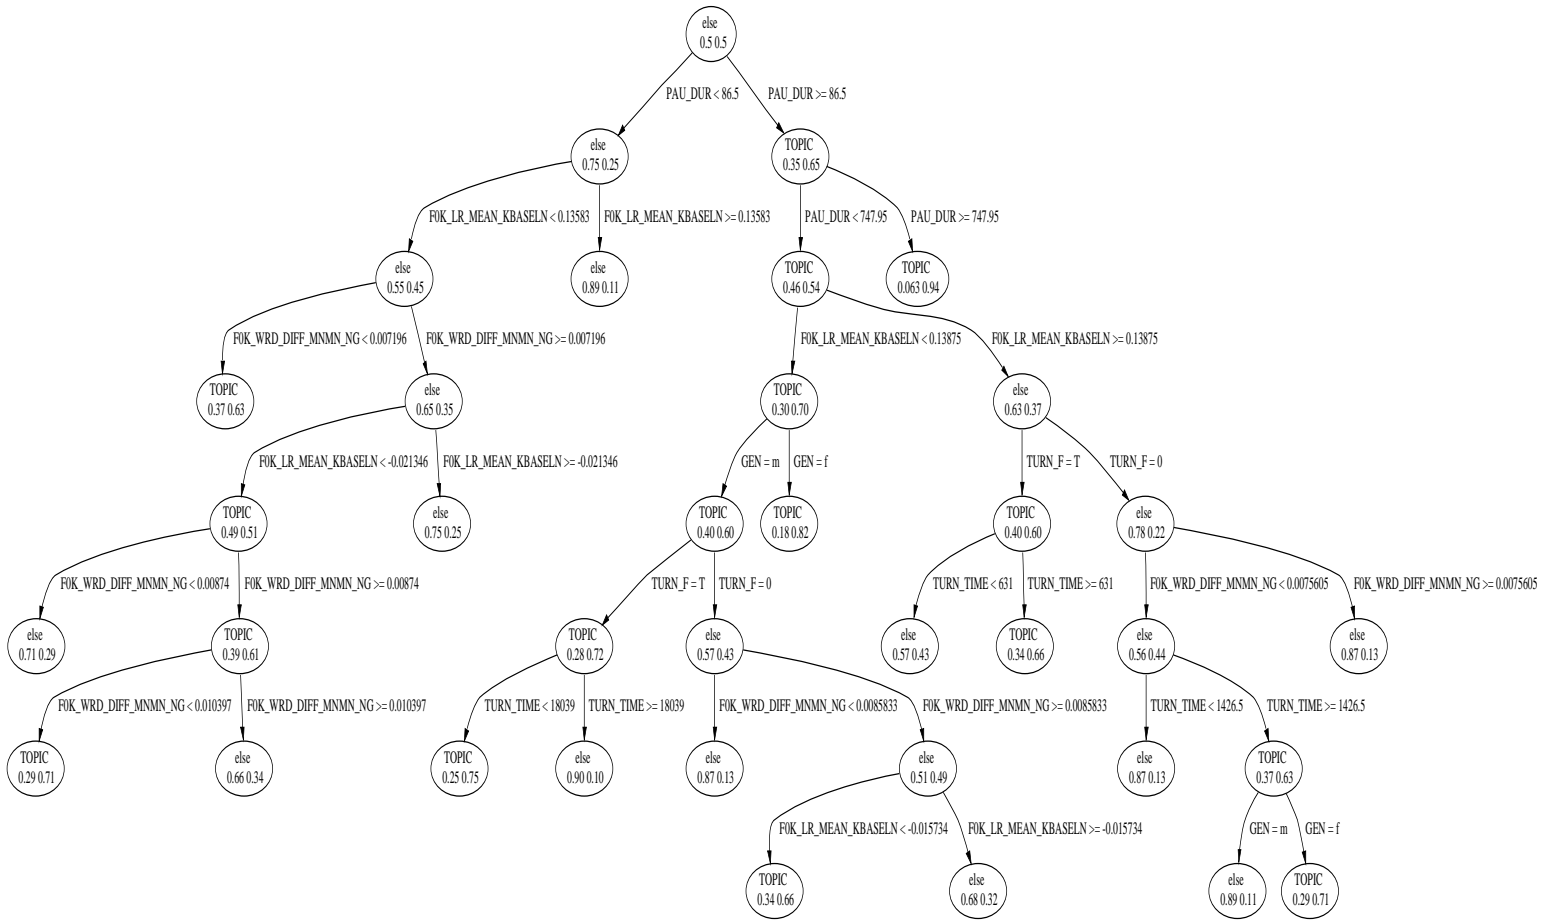 else
0.5 0.5
PAU_DUR < 86.5
PAU_DUR >= 86.5
else
0.75 0.25
TOPIC
0.35 0.65
F0K_LR_MEAN_KBASELN < 0.13583
F0K_LR_MEAN_KBASELN >= 0.13583
PAU_DUR < 747.95
PAU_DUR >= 747.95
else
0.55 0.45
else
0.89 0.11
TOPIC
0.46 0.54
TOPIC
0.063 0.94
F0K_WRD_DIFF_MNMN_NG < 0.007196
F0K_WRD_DIFF_MNMN_NG >= 0.007196
F0K_LR_MEAN_KBASELN < 0.13875
F0K_LR_MEAN_KBASELN >= 0.13875
TOPIC
0.37 0.63
else
0.65 0.35
TOPIC
0.30 0.70
else
0.63 0.37
F0K_LR_MEAN_KBASELN < -0.021346
F0K_LR_MEAN_KBASELN >= -0.021346
GEN = m
GEN = f
TURN_F = T
TURN_F = 0
TOPIC
0.49 0.51
else
0.75 0.25
TOPIC
0.40 0.60
TOPIC
0.18 0.82
TOPIC
0.40 0.60
else
0.78 0.22
F0K_WRD_DIFF_MNMN_NG < 0.00874
F0K_WRD_DIFF_MNMN_NG >= 0.00874
TURN_F = T
TURN_F = 0
TURN_TIME < 631
TURN_TIME >= 631
F0K_WRD_DIFF_MNMN_NG < 0.0075605
F0K_WRD_DIFF_MNMN_NG >= 0.0075605
else
0.71 0.29
TOPIC
0.39 0.61
TOPIC
0.28 0.72
else
0.57 0.43
else
0.57 0.43
TOPIC
0.34 0.66
else
0.56 0.44
else
0.87 0.13
F0K_WRD_DIFF_MNMN_NG < 0.010397
F0K_WRD_DIFF_MNMN_NG >= 0.010397
TURN_TIME < 18039
TURN_TIME >= 18039
F0K_WRD_DIFF_MNMN_NG < 0.0085833
F0K_WRD_DIFF_MNMN_NG >= 0.0085833
TURN_TIME < 1426.5
TURN_TIME >= 1426.5
TOPIC
0.29 0.71
else
0.66 0.34
TOPIC
0.25 0.75
else
0.90 0.10
else
0.87 0.13
else
0.51 0.49
else
0.87 0.13
TOPIC
0.37 0.63
F0K_LR_MEAN_KBASELN < -0.015734
F0K_LR_MEAN_KBASELN >= -0.015734
GEN = m
GEN = f
TOPIC
0.34 0.66
else
0.68 0.32
else
0.89 0.11
TOPIC
0.29 0.71